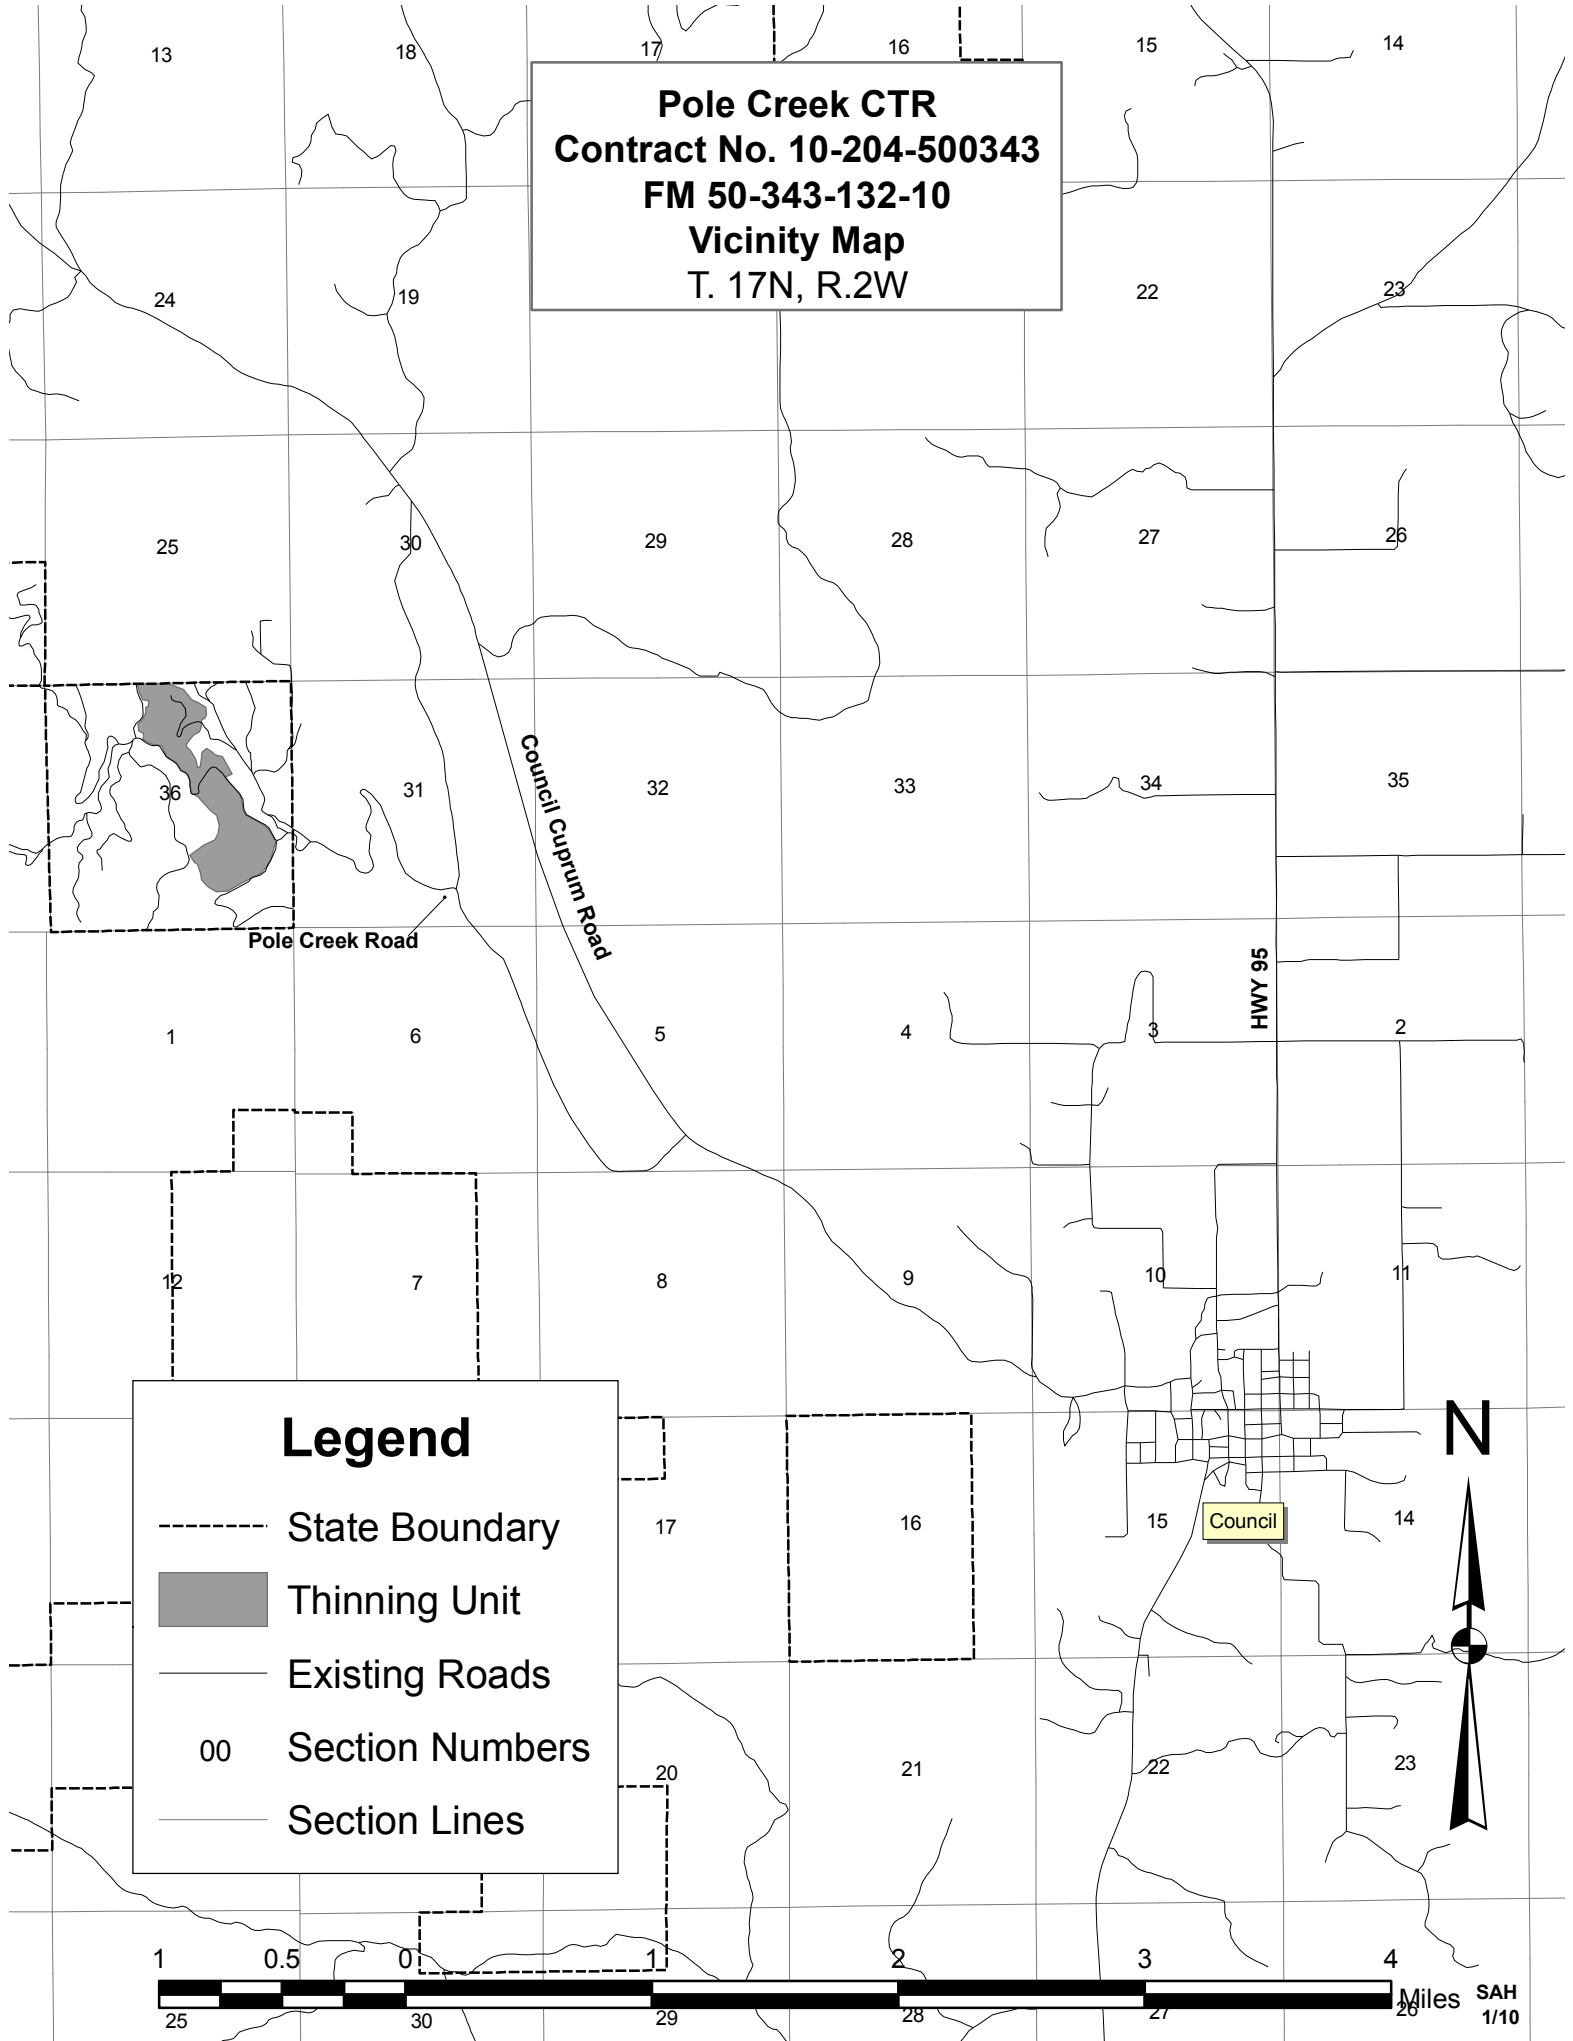 13
18
17
16
15
14
Pole Creek CTR
Contract No. 10-204-500343
FM 50-343-132-10
Vicinity Map
T. 17N, R.2W
24
19
22
23
25
30
29
28
27
26
36
31
32
33
34
35
Council Cuprum Road
Pole Creek Road
HWY 95
1
6
5
4
3
2
12
7
8
9
10
11
Legend
State Boundary
Thinning Unit
Existing Roads
00 Section Numbers
Section Lines
N
17
16
15
Council
14
20
21
22
23
1 0.5 0 1 2 3 4
Miles
SAH
1/10
25
30
29
28
27
26